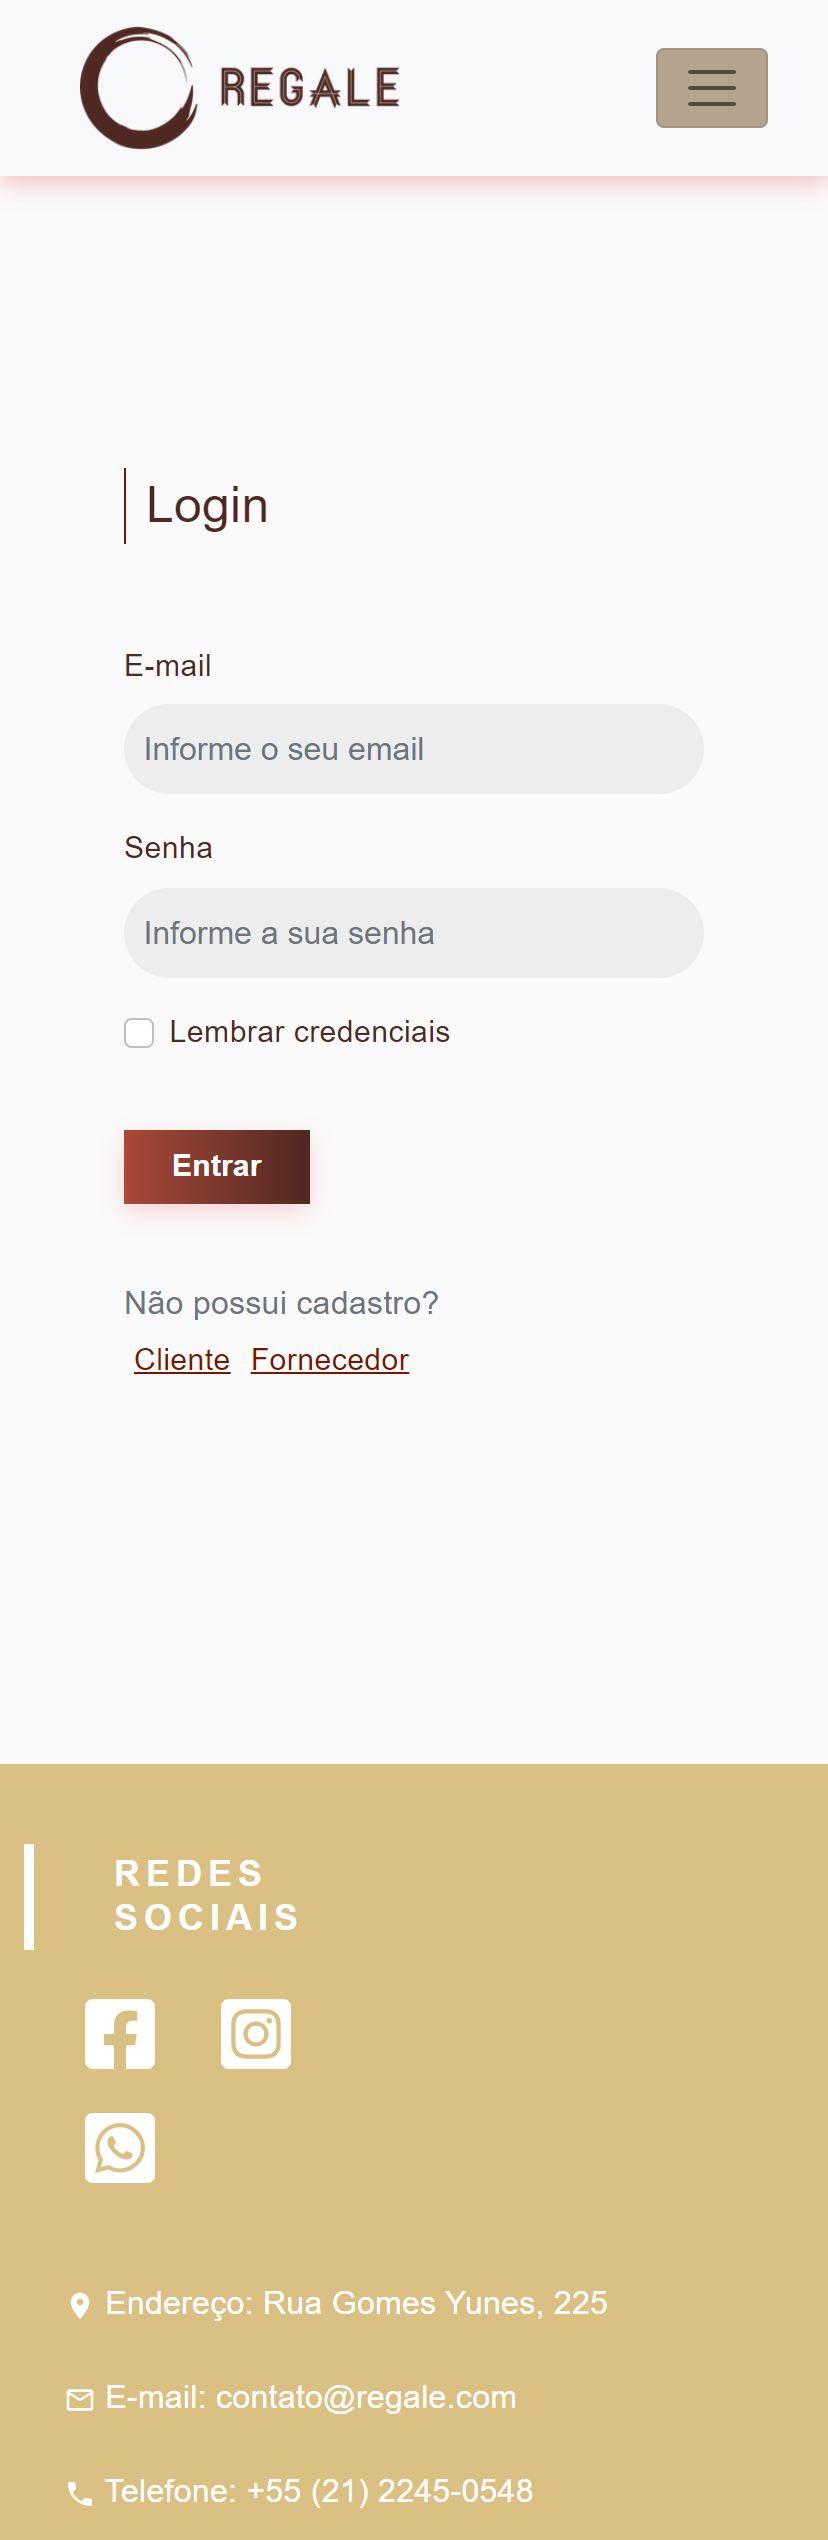 REGALE
Login
E-mail
Informe o seu email
Senha
Informe a sua senha
Lembrar credenciais
Entrar
Não possui cadastro?
Cliente Fornecedor
REDES
SOCIAIS
Endereço: Rua Gomes Yunes, 225
E-mail: contato@regale.com
Telefone: +55 (21) 2245-0548